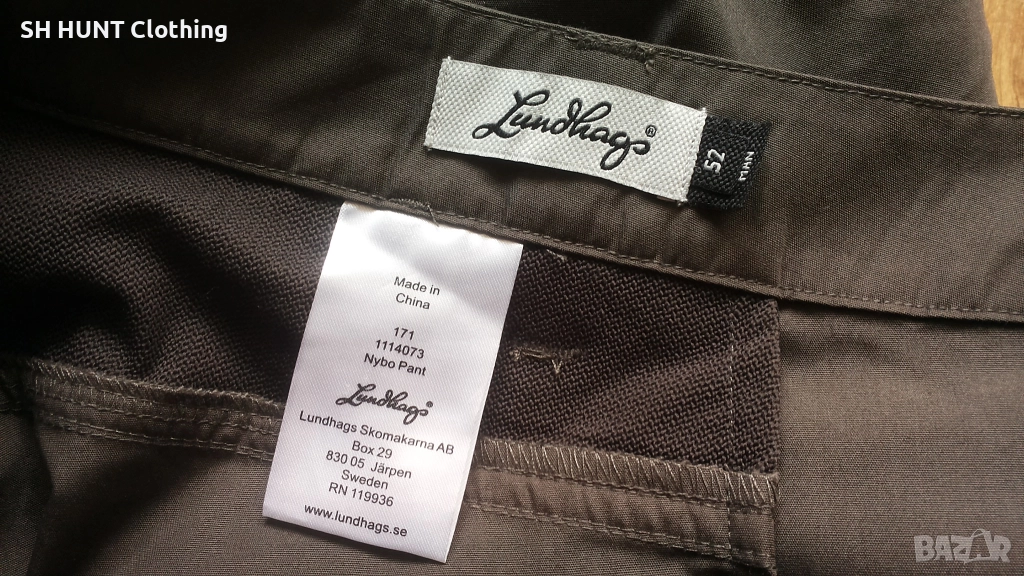 SH HUNT Clothing
Lundhags®
52
MAN
Made in
China
171
1114073
Nybo Pant
Lundhags®
Lundhags Skomakarna AB
Box 29
830 05 Järpen
Sweden
RN 119936
www.lundhags.se
BAZAR